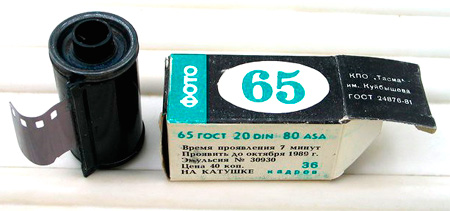 ФОТО
65
КПО „Тасма"
им. Куйбышева
ГОСТ 24876-81
65 ГОСТ 20 DIN 80 ASA
Время проявления 7 минут
Проявить до октября 1989 г.
Эмульсия № 30930
Цена 40 коп. 36
НА КАТУШКЕ кадров